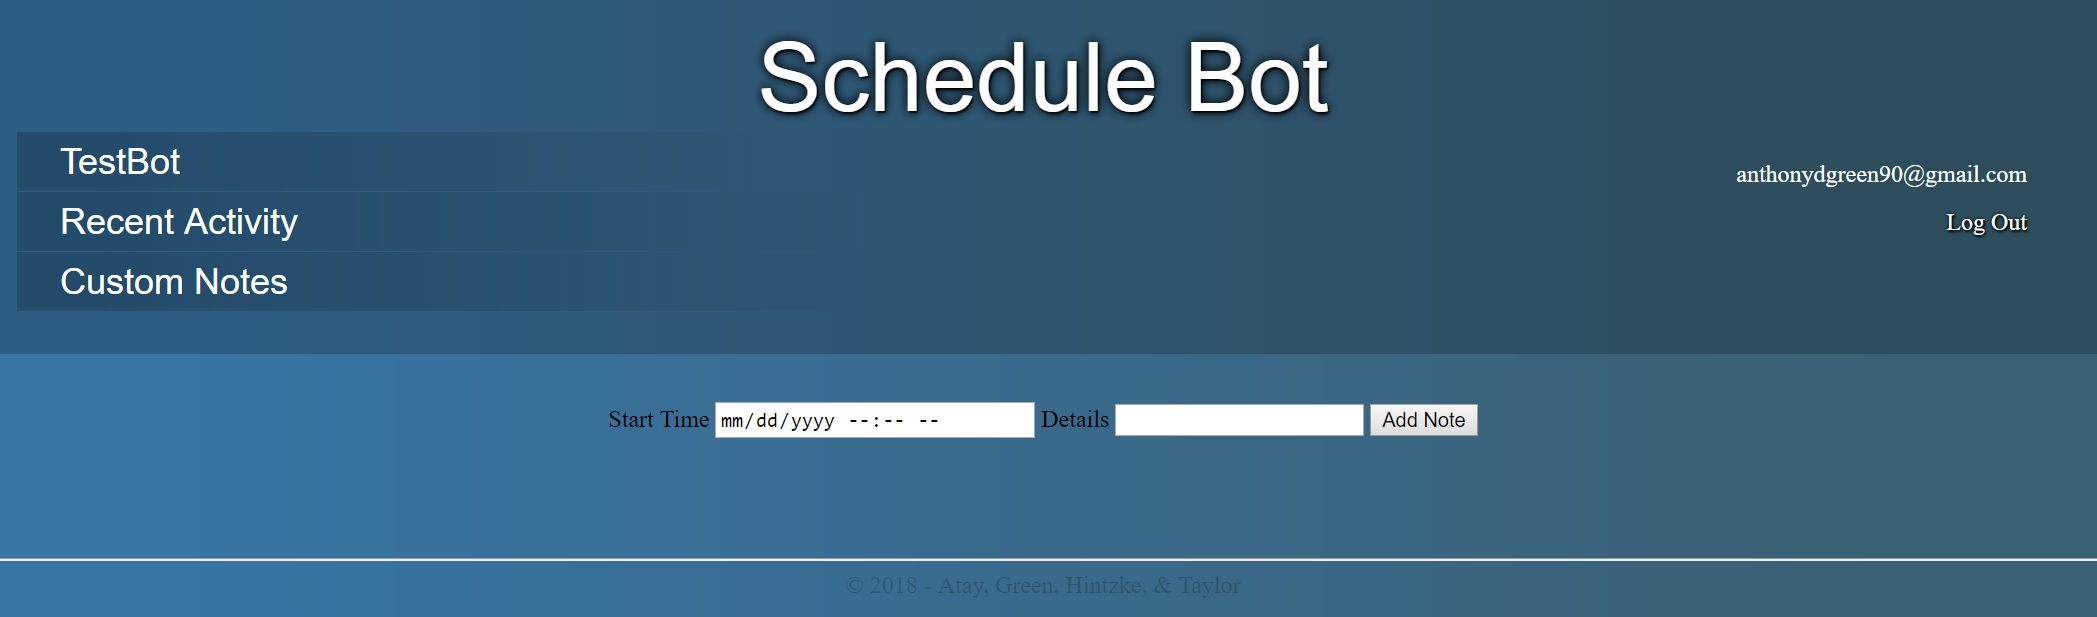 Schedule Bot
TestBot
Recent Activity
Custom Notes
anthonydgreen90@gmail.com
Log Out
Start Time mm/dd/yyyy --:-- -- Details Add Note
© 2018 - Atay, Green, Hintzke, & Taylor